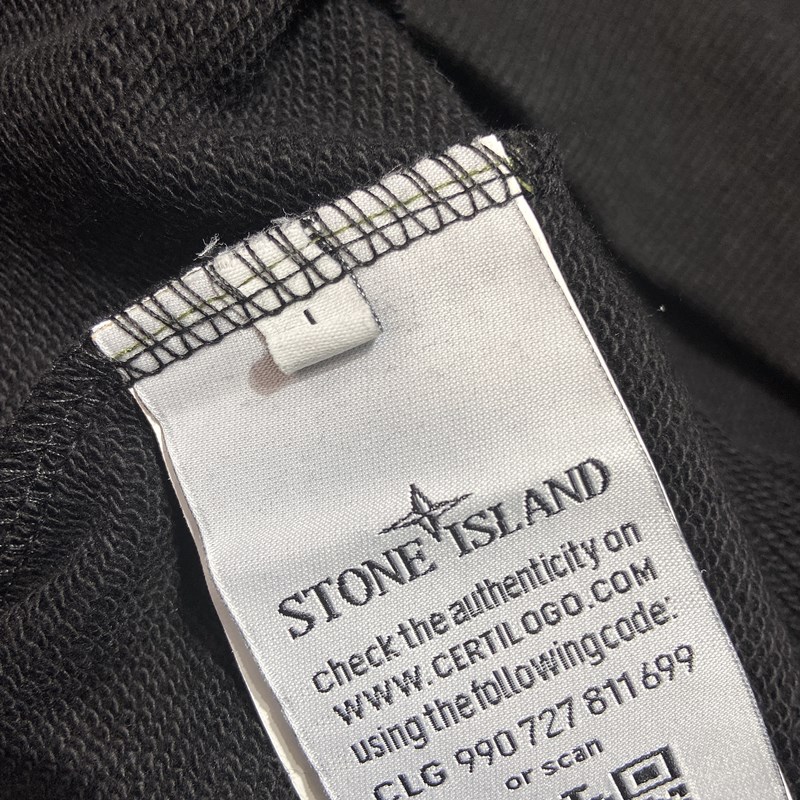 I
STONE ISLAND
check the authenticity on
WWW.CERTILOGO.COM
using the following code:
CLG 990 727 811 699
or scan